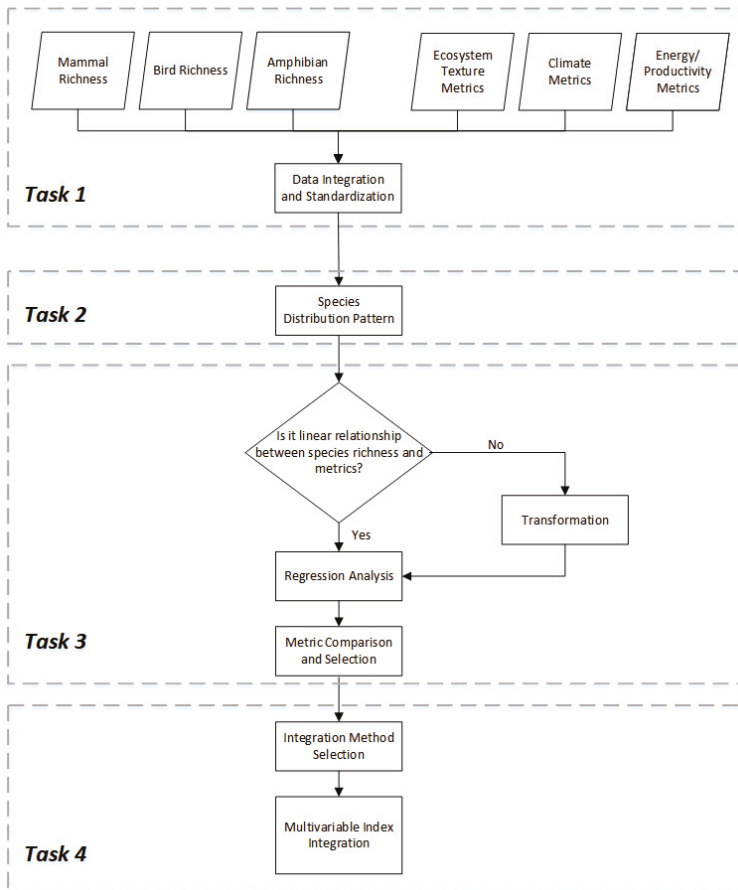 Mammal
Richness
Bird Richness
Amphibian
Richness
Ecosystem
Texture
Metrics
Climate
Metrics
Energy/
Productivity
Metrics
Data Integration
and Standardization
Task 1
Species
Distribution Pattern
Task 2
Is it linear relationship
between species richness and
metrics?
No
Transformation
Yes
Regression Analysis
Metric Comparison
and Selection
Task 3
Integration Method
Selection
Multivariable Index
Integration
Task 4